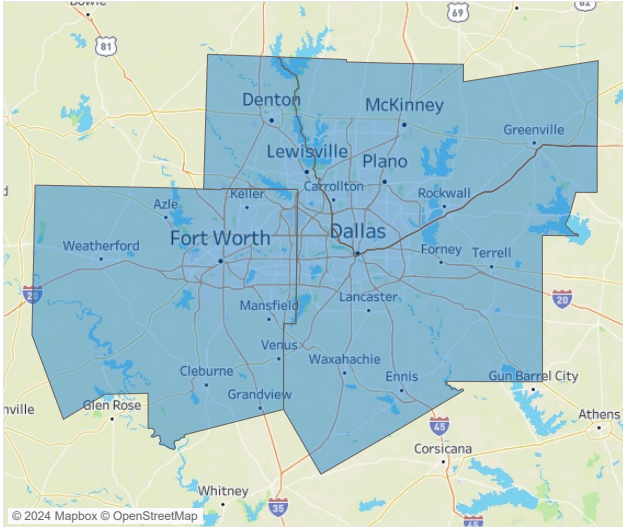 Bowie
69
82
81
Denton
McKinney
Greenville
Lewisville
Plano
Carrollton
Azle
Keller
Rockwall
Weatherford
Fort Worth
Dallas
Forney
Terrell
20
20
Mansfield
Lancaster
Venus
Waxahachie
Cleburne
Ennis
Gun Barrel City
Grandview
nville
Glen Rose
45
Athens
Corsicana
Whitney
35
45
© 2024 Mapbox © OpenStreetMap